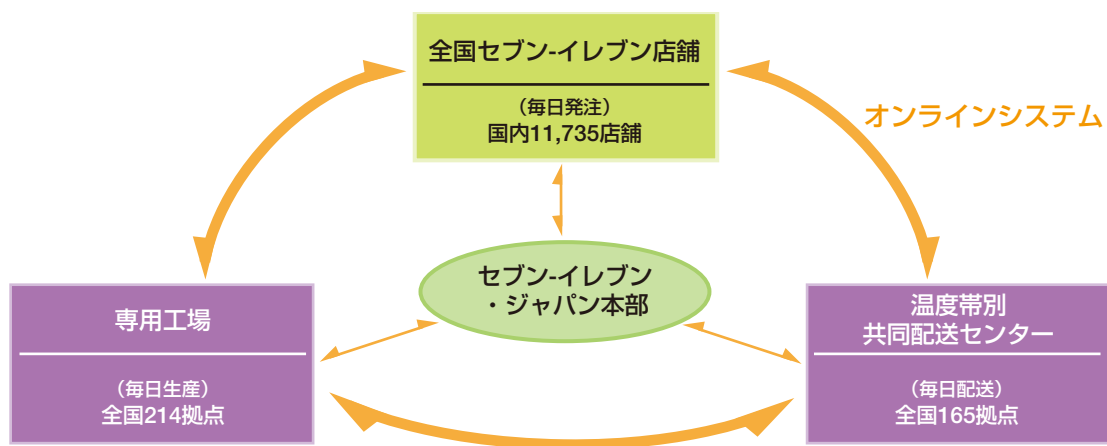 全国セブン-イレブン店舗
(毎日発注)
国内11,735店舗
オンラインシステム
セブン-イレブン
・ジャパン本部
専用工場
(毎日生産)
全国214拠点
温度帯別
共同配送センター
(毎日配送)
全国165拠点